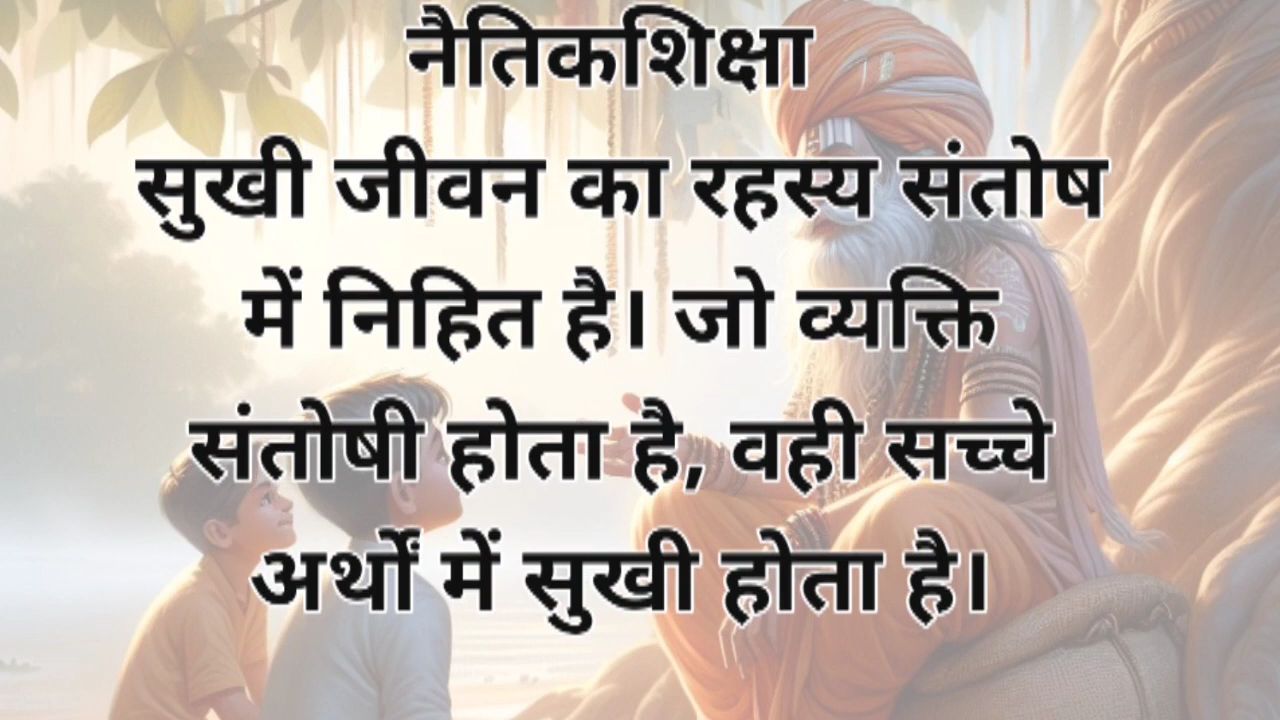 नैतिकशिक्षा
सुखी जीवन का रहस्य संतोष
में निहित है। जो व्यक्ति
संतोषी होता है, वही सच्चे
अर्थों में सुखी होता है।